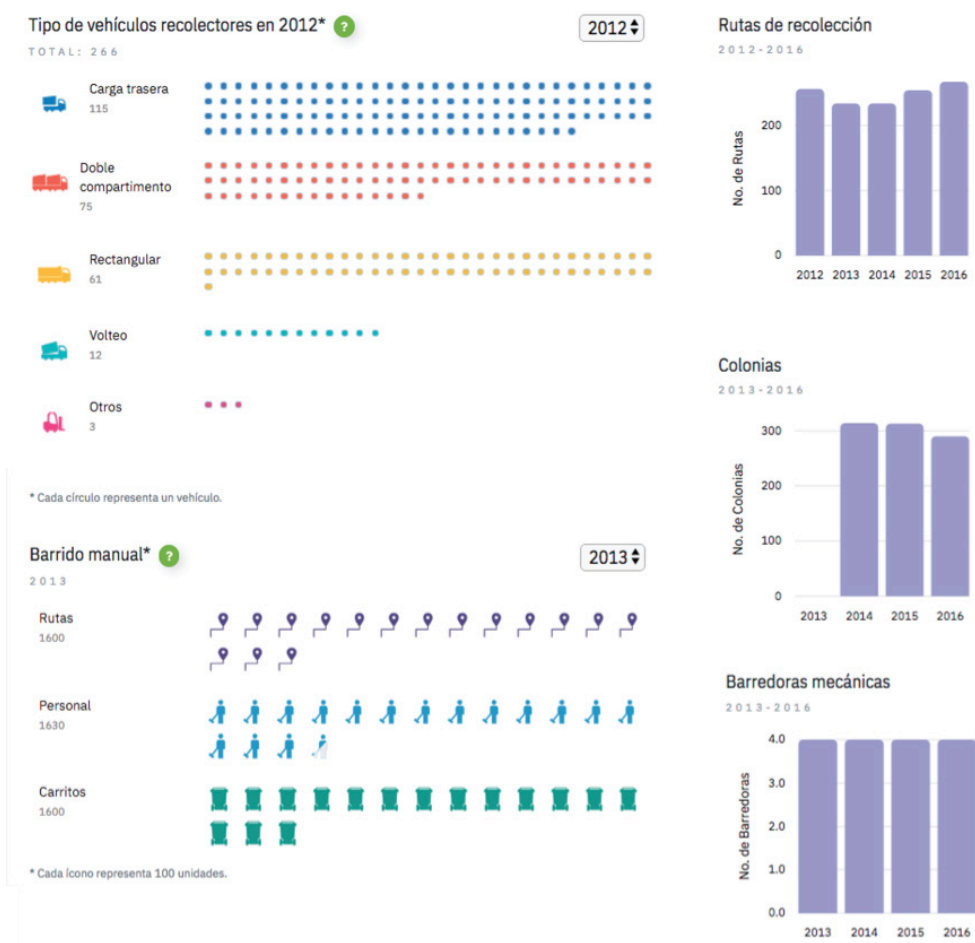 Tipo de vehículos recolectores en 2012* ?
2012
TOTAL: 266
Carga trasera
115
Doble
compartimento
75
Rectangular
61
Volteo
12
Otros
3
* Cada círculo representa un vehículo.
Barrido manual* ?
2013
2013
Rutas
1600
Personal
1630
Carritos
1600
* Cada ícono representa 100 unidades.
Rutas de recolección
2012-2016
No. de Rutas
200
100
0
2012 2013 2014 2015 2016
Colonias
2013-2016
No. de Colonias
300
200
100
0
2013 2014 2015 2016
Barredoras mecánicas
2013-2016
No. de Barredoras
4.0
3.0
2.0
1.0
0.0
2013 2014 2015 2016